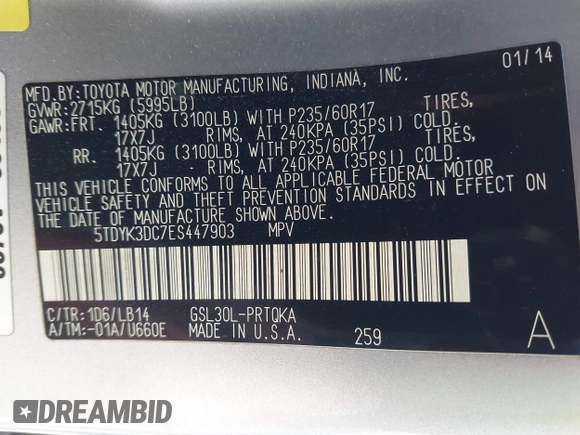 MFD.BY:TOYOTA MOTOR MANUFACTURING, INDIANA, INC. 01/14
GVWR:2715KG (5995LB)
GAWR:FRT. 1405KG (3100LB) WITH P235/60R17 TIRES,
17X7J RIMS, AT 240KPA (35PSI) COLD.
RR. 1405KG (3100LB) WITH P235/60R17 TIRES,
17X7J - RIMS, AT 240KPA (35PSI) COLD.
THIS VEHICLE CONFORMS TO ALL APPLICABLE FEDERAL MOTOR
VEHICLE SAFETY AND THEFT PREVENTION STANDARDS IN EFFECT ON
THE DATE OF MANUFACTURE SHOWN ABOVE.
5TDYK3DC7ES447903 MPV
C/TR:1D6/LB14 GSL30L-PRTQKA
A/TM:-01A/U660E MADE IN U.S.A. 259 A
DREAMBID